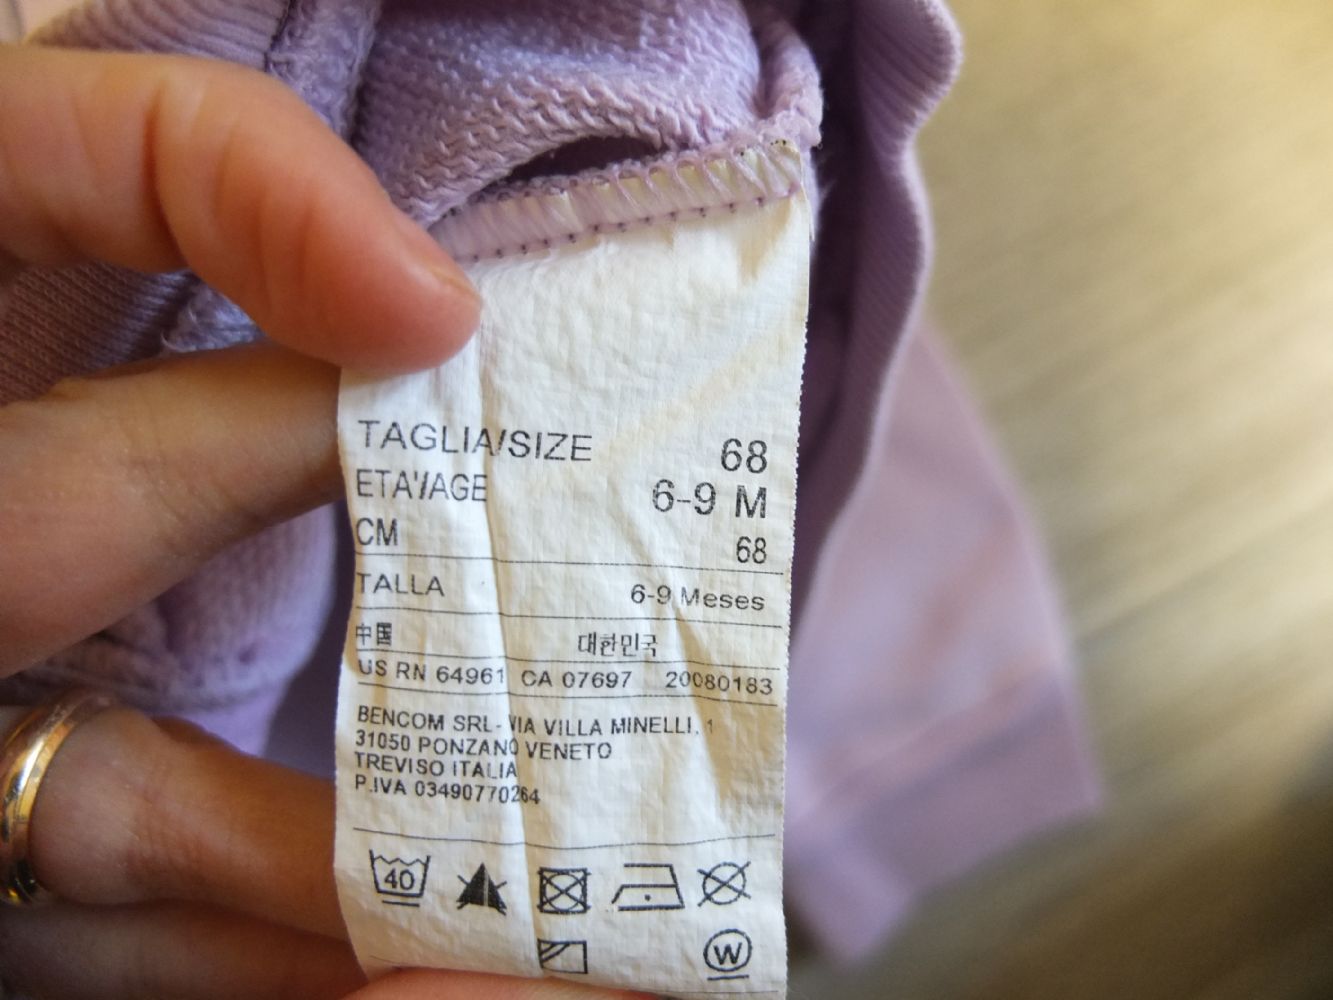 TAGLIA/SIZE 68
ETA'/AGE 6-9 M
CM 68
TALLA 6-9 Meses
中国 대한민국
US RN 64961 CA 07697 20080183
BENCOM SRL- VIA VILLA MINELLI, 1
31050 PONZANO VENETO
TREVISO ITALIA
P.IVA 03490770264
40
W